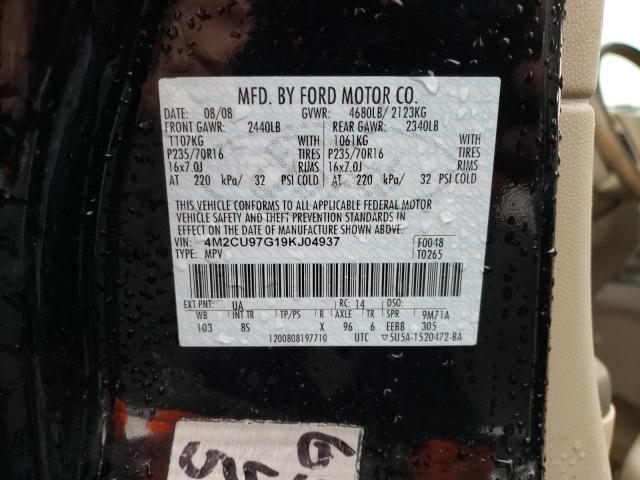 MFD. BY FORD MOTOR CO.
DATE: 08/08 GVWR: 4680LB/ 2123KG
FRONT GAWR: 2440LB REAR GAWR: 2340LB
1107KG WITH 1061KG WITH
P235/70R16 TIRES P235/70R16 TIRES
16x7.0J RIMS 16x7.0J RIMS
AT 220 kPa/ 32 PSI COLD AT 220 kPa/ 32 PSI COLD
THIS VEHICLE CONFORMS TO ALL APPLICABLE FEDERAL MOTOR
VEHICLE SAFETY AND THEFT PREVENTION STANDARDS IN
EFFECT ON THE DATE OF MANUFACTURE SHOWN ABOVE.
VIN: 4M2CU97G19KJ04937 F0048
TYPE: MPV T0265
EXT PNT: UA RC: 14 DSO:
WB INT TR TP/PS R AXLE TR SPR 9M71A
103 8S X 96 6 EEBB 305
1200808197710 UTC ▽5U5A-1520472-BA